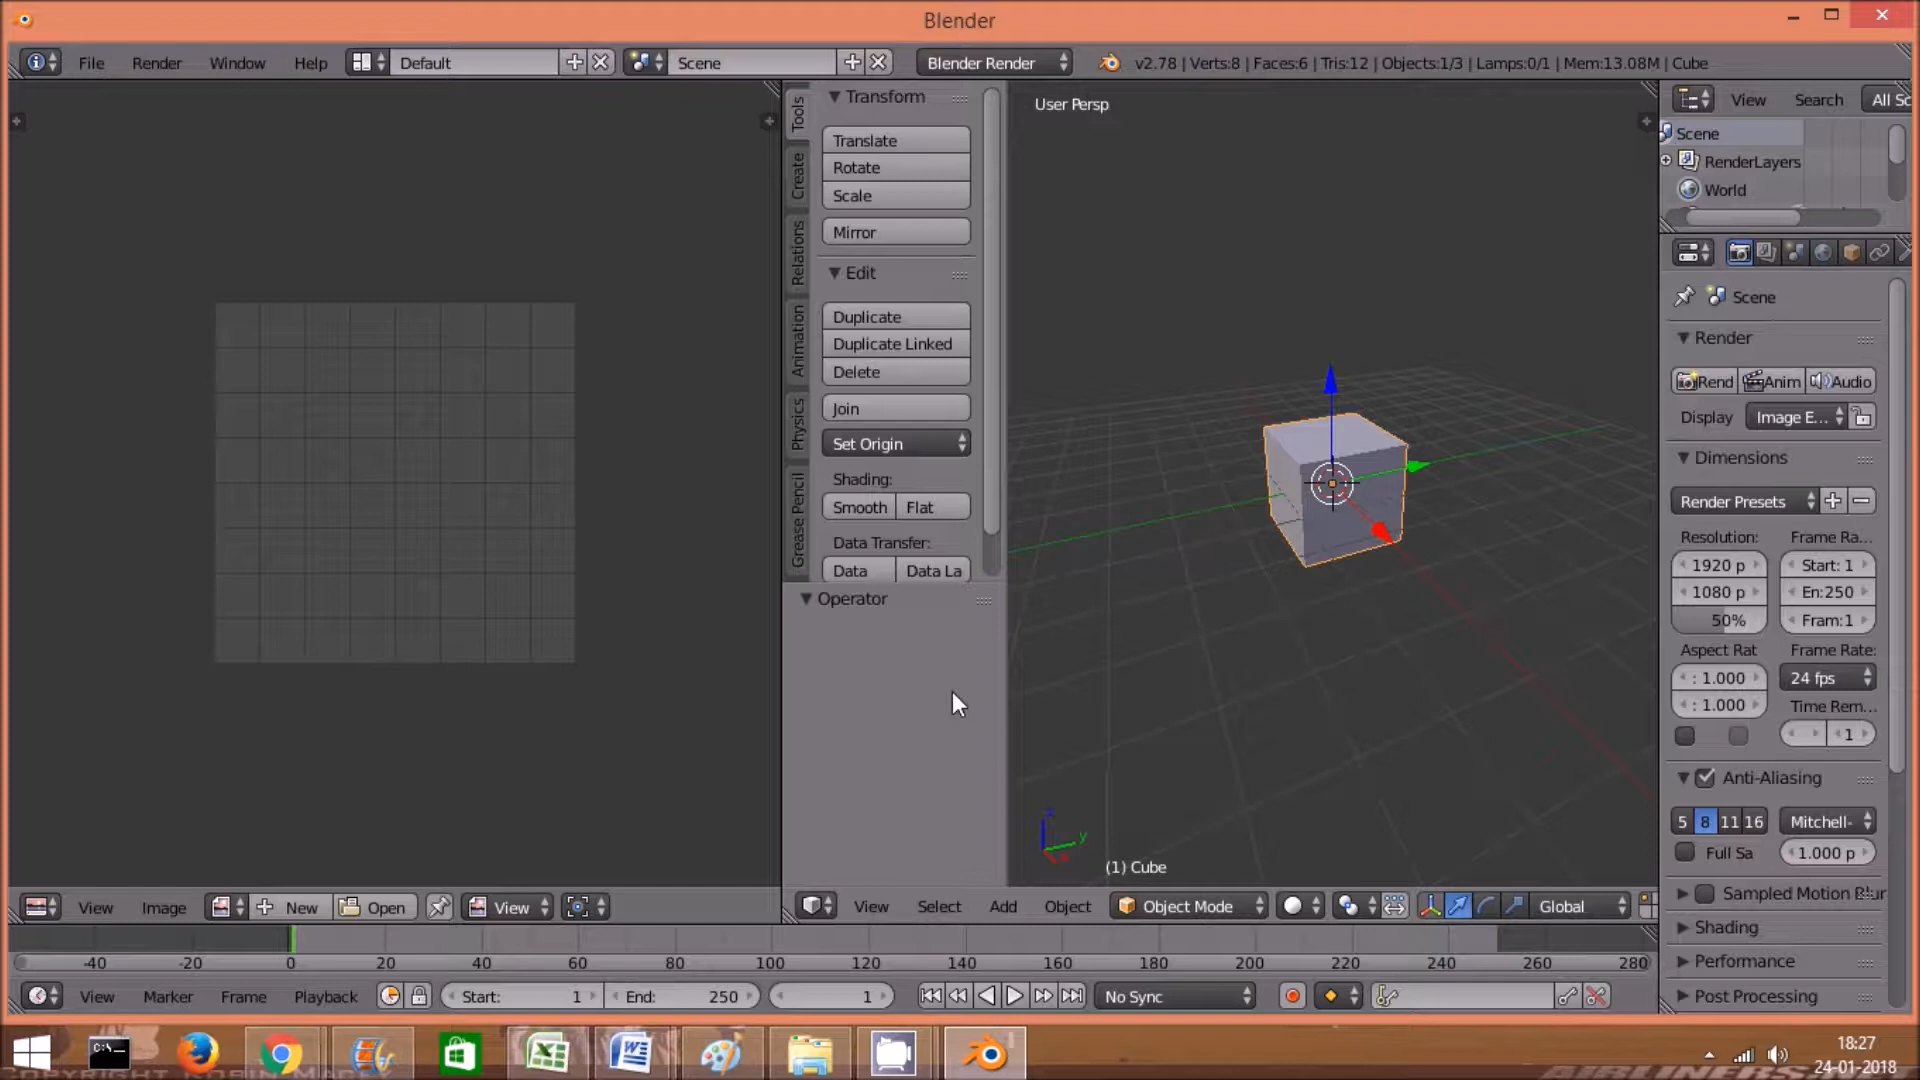 Blender
File Render Window Help Default Scene Blender Render v2.78 | Verts:8 | Faces:6 | Tris:12 | Objects:1/3 | Lamps:0/1 | Mem:13.08M | Cube
Tools
Create
Relations
Animation
Physics
Grease Pencil
Transform
Translate
Rotate
Scale
Mirror
Edit
Duplicate
Duplicate Linked
Delete
Join
Set Origin
Shading:
Smooth Flat
Data Transfer:
Data Data La
Operator
User Persp
z
y
x
(1) Cube
View Search All Sc
Scene
RenderLayers
World
Scene
Render
Rend Anim Audio
Display Image E...
Dimensions
Render Presets
Resolution: Frame Ra...
1920 p Start: 1
1080 p En:250
50% Fram:1
Aspect Rat Frame Rate:
: 1.000 24 fps
: 1.000 Time Rem...
1
Anti-Aliasing
5 8 11 16 Mitchell-
Full Sa 1.000 p
Sampled Motion Blur
Shading
Performance
Post Processing
View Image New Open View
View Select Add Object Object Mode Global
-40 -20 0 20 40 60 80 100 120 140 160 180 200 220 240 260 280
View Marker Frame Playback Start: 1 End: 250 1 No Sync
C:\_
18:27
24-01-2018